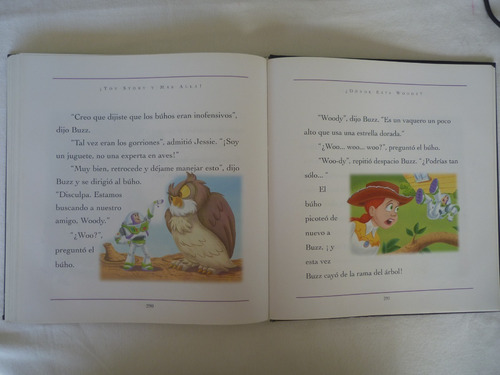 ¡Toy Story y Más Allá!
"Creo que dijiste que los búhos eran inofensivos",
dijo Buzz.
"Tal vez eran los gorriones", admitió Jessie. "¡Soy
un juguete, no una experta en aves!"
"Muy bien, retrocede y déjame manejar esto", dijo
Buzz y se dirigió al búho.
"Disculpa. Estamos
buscando a nuestro
amigo, Woody."
"¿Woo?",
preguntó el
búho.
¿Dónde Está Woody?
"Woody", dijo Buzz. "Es un vaquero un poco
alto que usa una estrella dorada."
"¿Woo... woo... woo?", preguntó el búho.
"Woo-dy", repitió despacio Buzz. "¿Podrías tan
sólo... "
El
búho
picoteó de
nuevo a
Buzz, ¡y
esta vez
Buzz cayó de la rama del árbol!